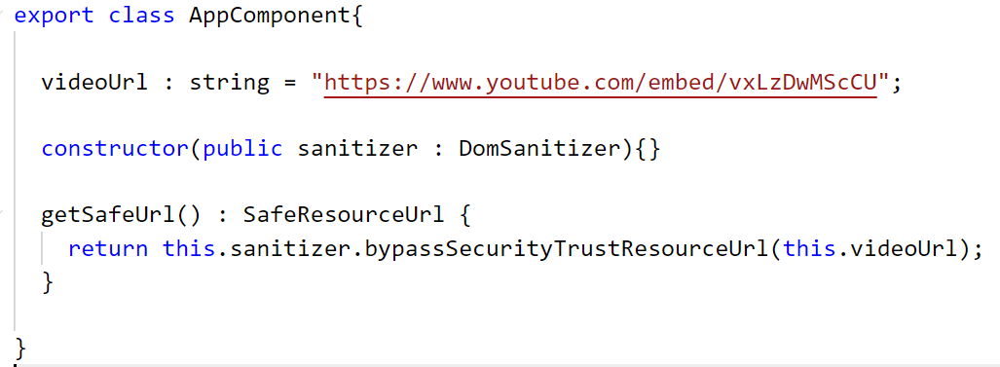 export class AppComponent{
videoUrl : string = "https://www.youtube.com/embed/vxLzDwMScCU";
constructor(public sanitizer : DomSanitizer){}
getSafeUrl() : SafeResourceUrl {
return this.sanitizer.bypassSecurityTrustResourceUrl(this.videoUrl);
}
}